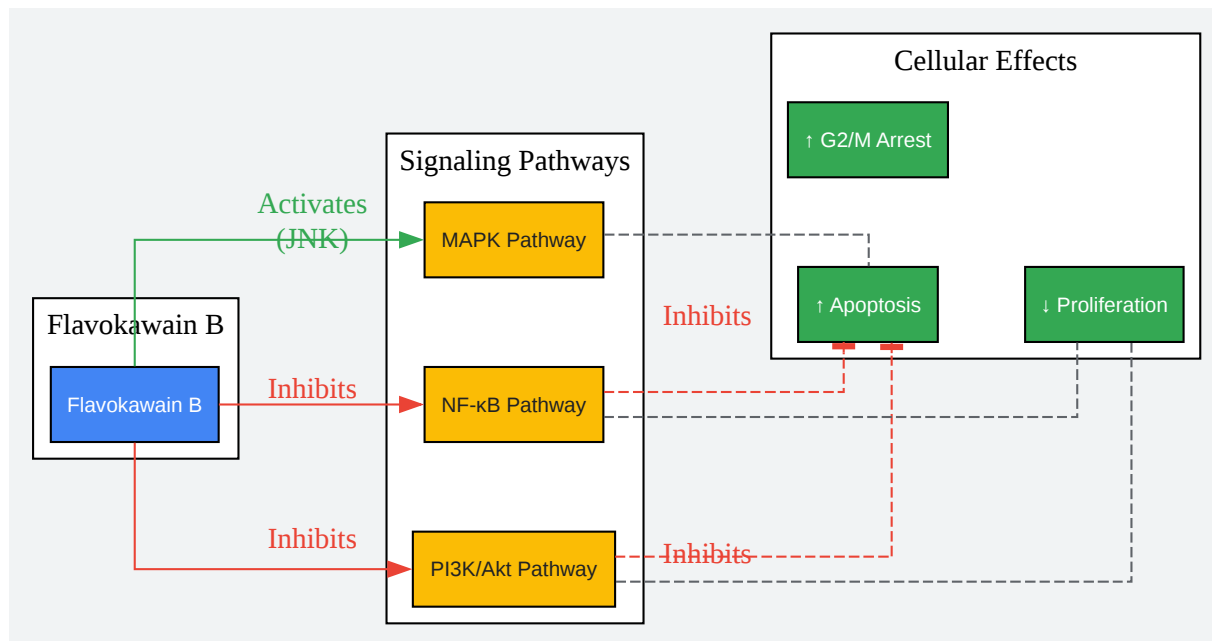 Cellular Effects
↑ G2/M Arrest
Signaling Pathways
Activates
(JNK)
MAPK Pathway
↑ Apoptosis
↓ Proliferation
Inhibits
Flavokawain B
Inhibits
Flavokawain B
NF-κB Pathway
Inhibits
Inhibits
PI3K/Akt Pathway